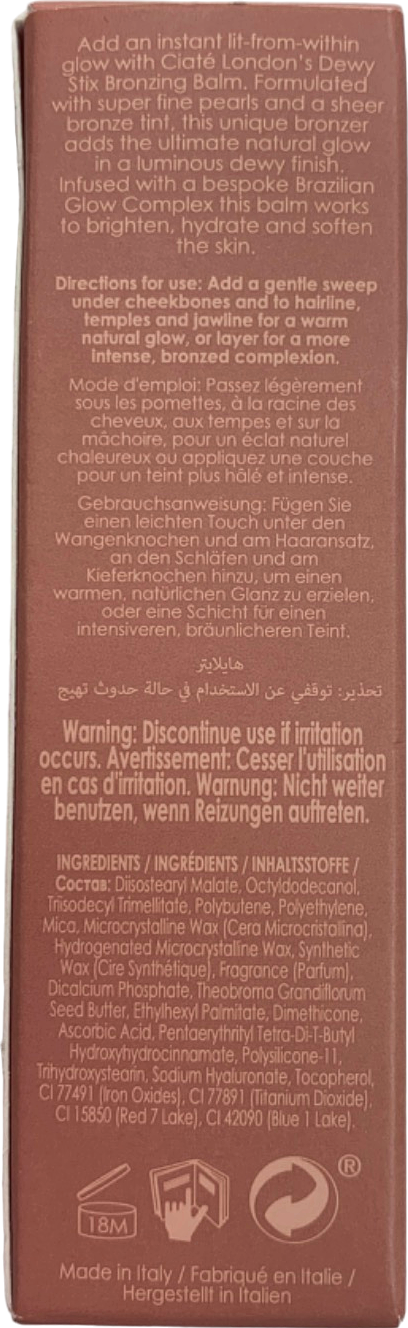 Add an instant lit-from-within
glow with Ciaté London's Dewy
Stix Bronzing Balm. Formulated
with super fine pearls and a sheer
bronze tint, this unique bronzer
adds the ultimate natural glow
in a luminous dewy finish.
Infused with a bespoke Brazilian
Glow Complex this balm works
to brighten, hydrate and soften
the skin.
Directions for use: Add a gentle sweep
under cheekbones and to hairline,
temples and jawline for a warm
natural glow, or layer for a more
intense, bronzed complexion.
Mode d'emploi: Passez légèrement
sous les pomettes, à la racine des
cheveux, aux tempes et sur la
mâchoire, pour un éclat naturel
chaleureux ou appliquez une couche
pour un teint plus hâlé et intense.
Gebrauchsanweisung: Fügen Sie
einen leichten Touch unter den
Wangenknochen und am Haaransatz,
an den Schläfen und am
Kieferknochen hinzu, um einen
warmen, natürlichen Glanz zu erzielen,
oder eine Schicht für einen
intensiveren, bräunlicheren Teint.
هايلايتر
تحذير: توقفي عن الاستخدام في حالة حدوث تهيج
Warning: Discontinue use if irritation
occurs. Avertissement: Cesser l'utilisation
en cas d'irritation. Warnung: Nicht weiter
benutzen, wenn Reizungen auftreten.
INGREDIENTS / INGRÉDIENTS / INHALTSSTOFFE /
Состав: Diisostearyl Malate, Octyldodecanol,
Triisodecyl Trimellitate, Polybutene, Polyethylene,
Mica, Microcrystalline Wax (Cera Microcristallina),
Hydrogenated Microcrystalline Wax, Synthetic
Wax (Cire Synthétique), Fragrance (Parfum),
Dicalcium Phosphate, Theobroma Grandiflorum
Seed Butter, Ethylhexyl Palmitate, Dimethicone,
Ascorbic Acid, Pentaerythrityl Tetra-Di-T-Butyl
Hydroxyhydrocinnamate, Polysilicone-11,
Trihydroxystearin, Sodium Hyaluronate, Tocopherol,
CI 77491 (Iron Oxides), CI 77891 (Titanium Dioxide),
CI 15850 (Red 7 Lake), CI 42090 (Blue 1 Lake).
18M
®
Made in Italy / Fabriqué en Italie /
Hergestellt in Italien